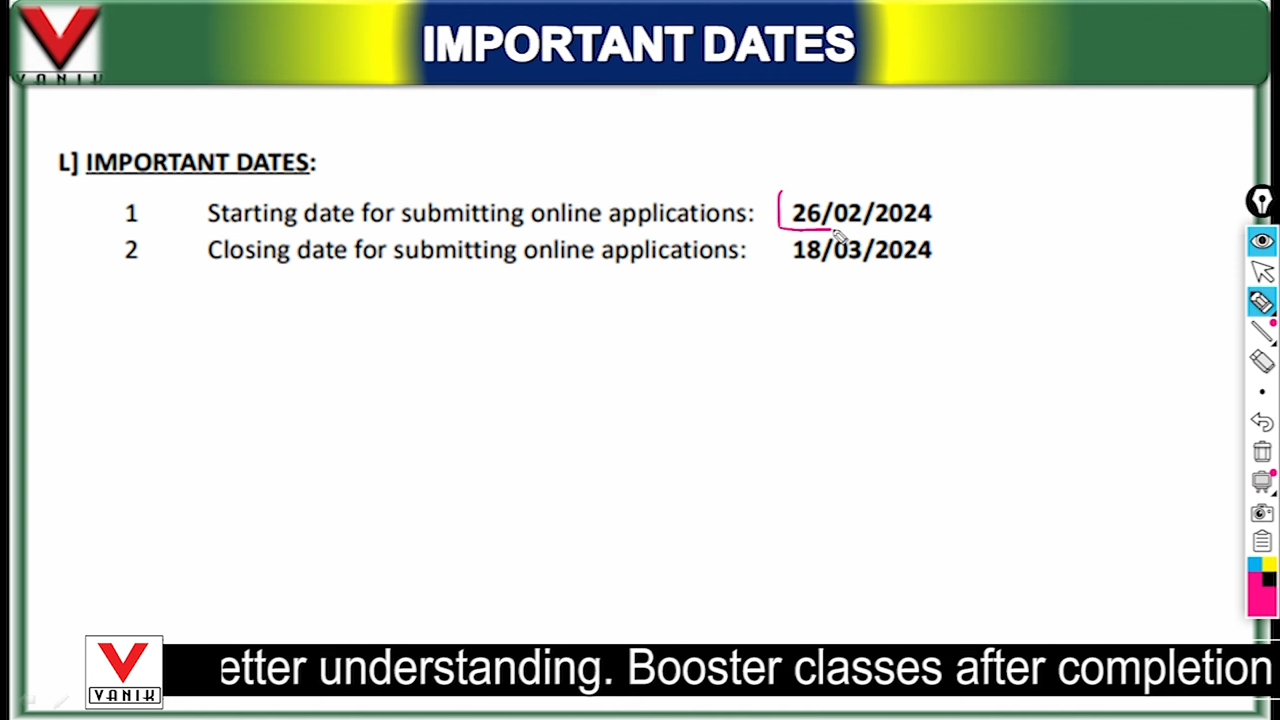 VANIK
IMPORTANT DATES
L] IMPORTANT DATES:
1 Starting date for submitting online applications: 26/02/2024
2 Closing date for submitting online applications: 18/03/2024
VANIK
etter understanding. Booster classes after completion